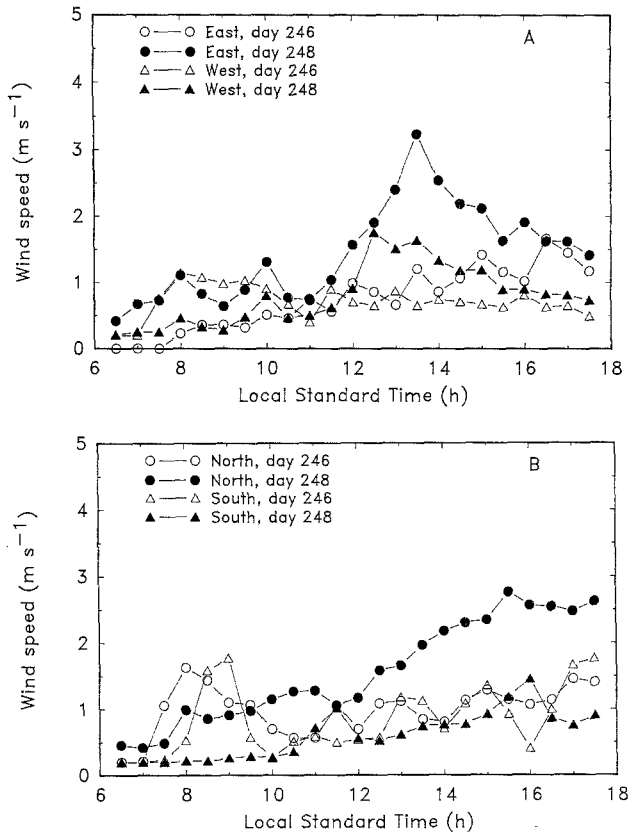 A
East, day 246
East, day 248
West, day 246
West, day 248
Wind speed (m s−1)
5
4
3
2
1
0
6 8 10 12 14 16 18
Local Standard Time (h)
B
North, day 246
North, day 248
South, day 246
South, day 248
Wind speed (m s−1)
5
4
3
2
1
0
6 8 10 12 14 16 18
Local Standard Time (h)